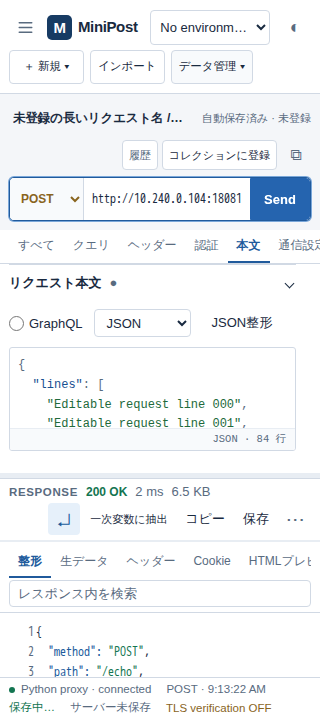 M MiniPost No environm…
＋ 新規 ▾ インポート データ管理 ▾
未登録の長いリクエスト名 /… 自動保存済み · 未登録
履歴 コレクションに登録
POST http://10.240.0.104:18081 Send
すべて クエリ ヘッダー 認証 本文 通信設定
リクエスト本文
GraphQL JSON JSON整形
{
"lines": [
"Editable request line 000",
"Editable request line 001",
JSON · 84 行
RESPONSE 200 OK 2 ms 6.5 KB
一次変数に抽出 コピー 保存 ···
整形 生データ ヘッダー Cookie HTMLプレビ
レスポンス内を検索
1 {
2 "method": "POST",
3 "path": "/echo",
Python proxy · connected POST · 9:13:22 AM
保存中… サーバー未保存 TLS verification OFF